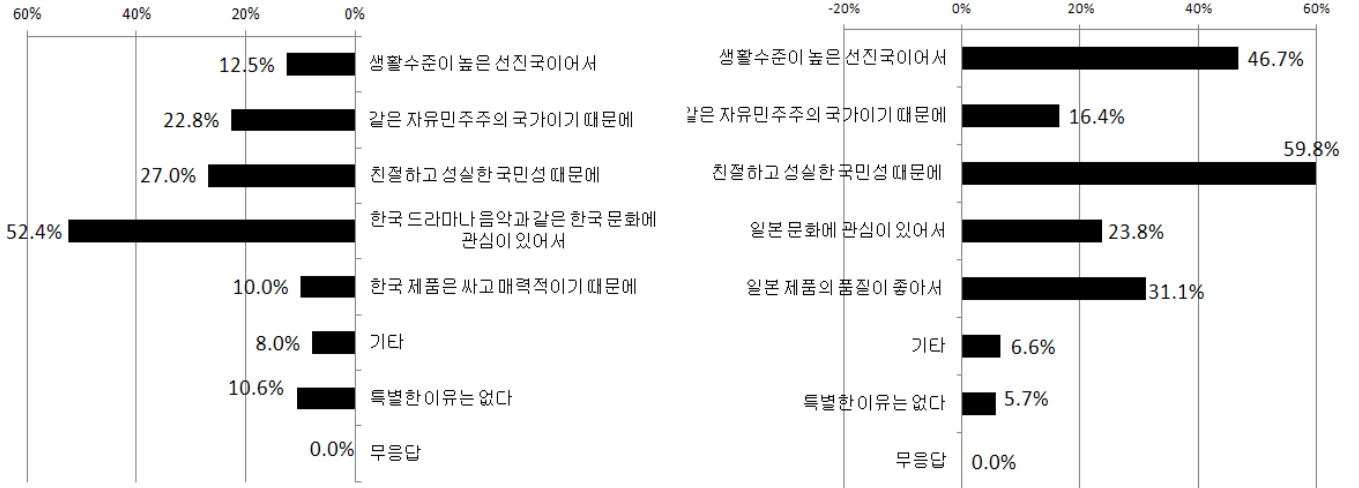 60% 40% 20% 0%
12.5% 생활수준이 높은 선진국이어서
22.8% 같은 자유민주주의 국가이기 때문에
27.0% 친절하고 성실한 국민성 때문에
52.4% 한국 드라마나 음악과 같은 한국 문화에
관심이 있어서
10.0% 한국 제품은 싸고 매력적이기 때문에
8.0% 기타
10.6% 특별한 이유는 없다
0.0% 무응답
-20% 0% 20% 40% 60%
생활수준이 높은 선진국이어서 46.7%
같은 자유민주주의 국가이기 때문에 16.4%
친절하고 성실한 국민성 때문에 59.8%
일본 문화에 관심이 있어서 23.8%
일본 제품의 품질이 좋아서 31.1%
기타 6.6%
특별한 이유는 없다 5.7%
무응답 0.0%